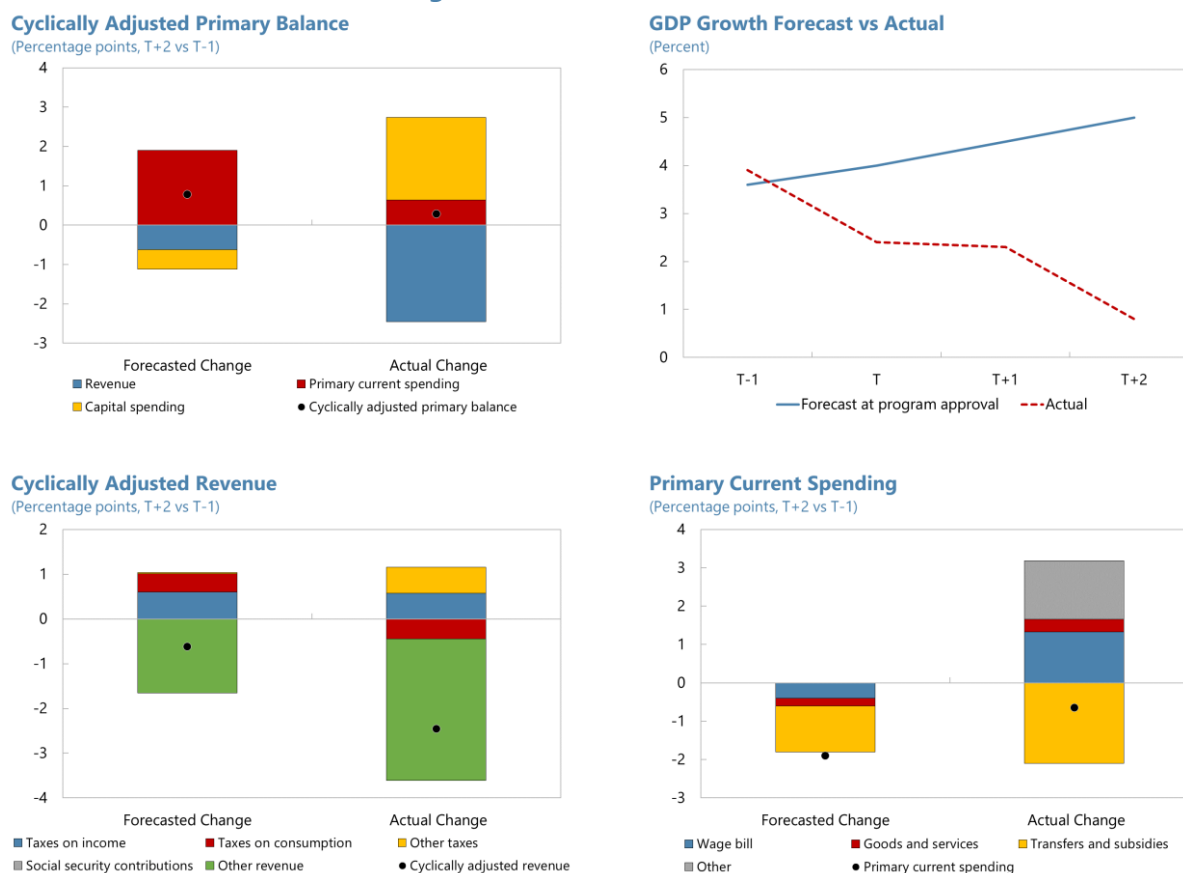 Cyclically Adjusted Primary Balance
(Percentage points, T+2 vs T-1)
4
3
2
1
0
-1
-2
-3
Forecasted Change
Actual Change
Revenue
Primary current spending
Capital spending
Cyclically adjusted primary balance
GDP Growth Forecast vs Actual
(Percent)
6
5
4
3
2
1
0
T-1
T
T+1
T+2
Forecast at program approval
Actual
Cyclically Adjusted Revenue
(Percentage points, T+2 vs T-1)
2
1
0
-1
-2
-3
-4
Forecasted Change
Actual Change
Taxes on income
Taxes on consumption
Other taxes
Social security contributions
Other revenue
Cyclically adjusted revenue
Primary Current Spending
(Percentage points, T+2 vs T-1)
4
3
2
1
0
-1
-2
-3
Forecasted Change
Actual Change
Wage bill
Goods and services
Transfers and subsidies
Other
Primary current spending